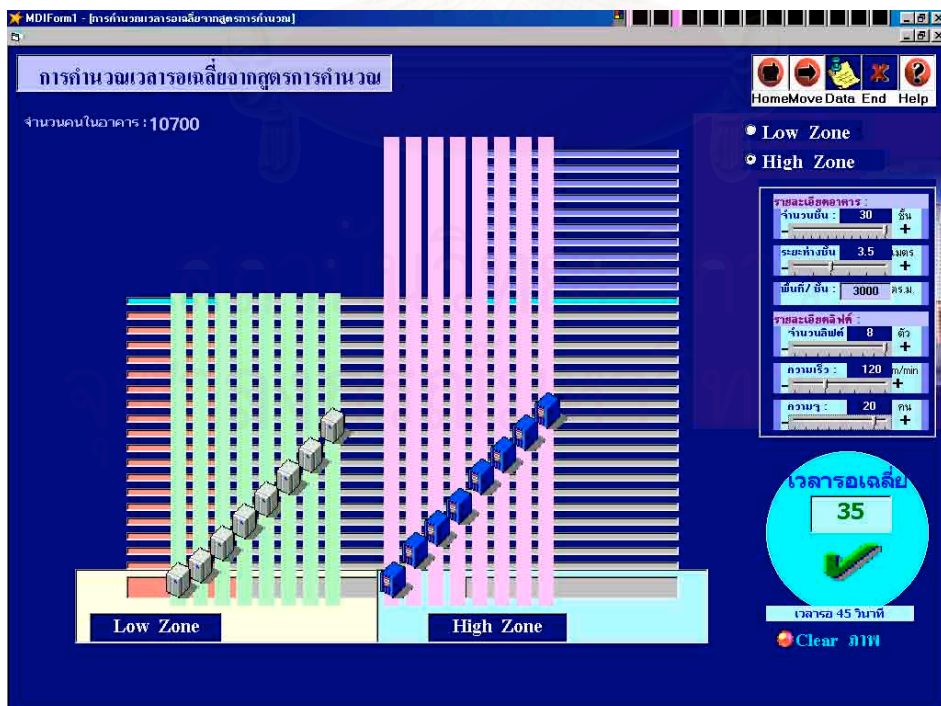 MDIForm1 - [การคำนวณเวลารอเฉลี่ยจากสูตรการคำนวณ]
การคำนวณเวลารอเฉลี่ยจากสูตรการคำนวณ
Home Move Data End Help
จำนวนคนในอาคาร : 10700
Low Zone
High Zone
รายละเอียดอาคาร :
จำนวนชั้น : 30 ชั้น
- +
ระยะห่างชั้น 3.5 เมตร
- +
พื้นที่/ ชั้น : 3000 ตร.ม.
รายละเอียดลิฟต์ :
จำนวนลิฟต์ 8 ตัว
- +
ความเร็ว : 120 m/min
- +
ความจุ : 20 คน
- +
เวลารอเฉลี่ย
35
เวลารอ 45 วินาที
Clear ภาพ
Low Zone
High Zone